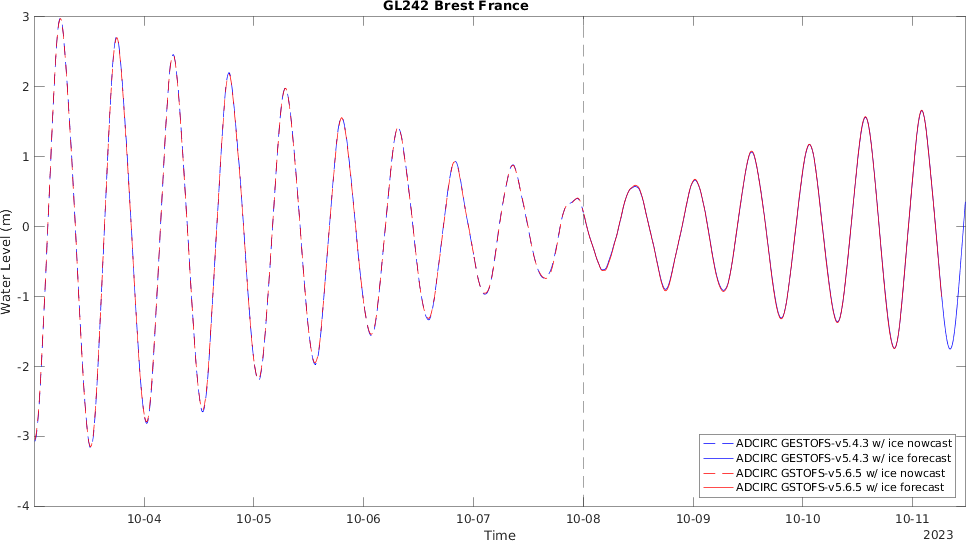 GL242 Brest France
3
2
1
0
-1
-2
-3
-4
Water Level (m)
ADCIRC GESTOFS-v5.4.3 w/ ice nowcast
ADCIRC GESTOFS-v5.4.3 w/ ice forecast
ADCIRC GSTOFS-v5.6.5 w/ ice nowcast
ADCIRC GSTOFS-v5.6.5 w/ ice forecast
10-04 10-05 10-06 10-07 10-08 10-09 10-10 10-11
Time
2023